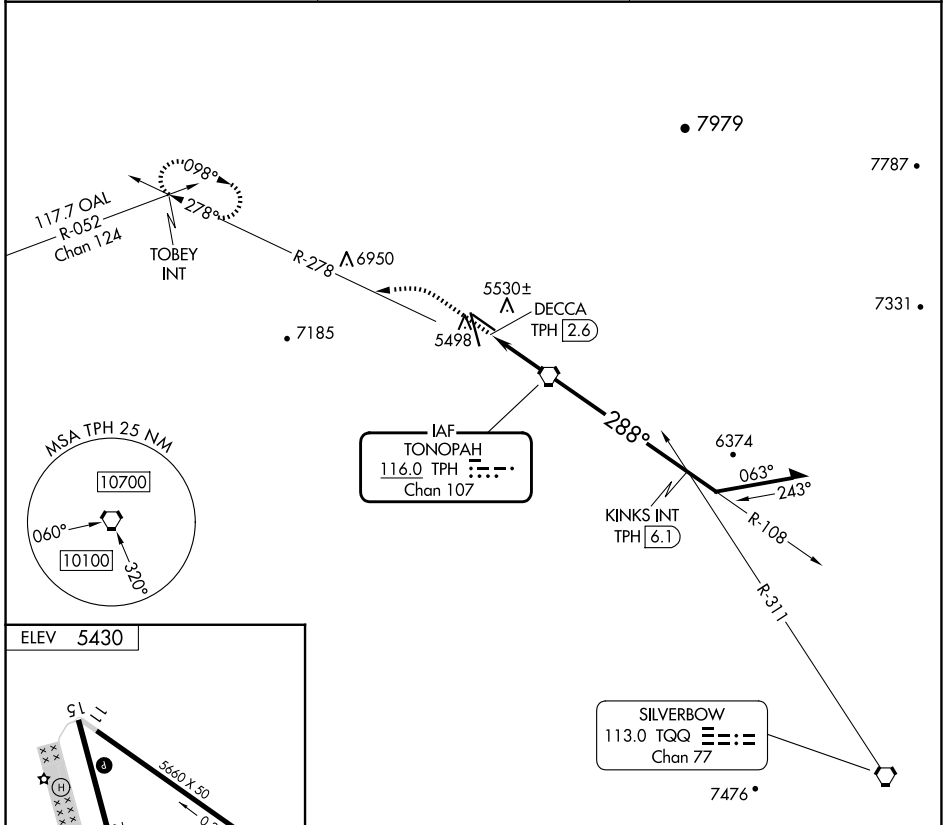 7979
7787
098°
278°
117.7 OAL
R-052
Chan 124
TOBEY
INT
R-278
6950
5530±
DECCA
TPH 2.6
7331
7185
5498
IAF
TONOPAH
116.0 TPH
Chan 107
288°
6374
063°
243°
KINKS INT
TPH 6.1
R-108
R-311
MSA TPH 25 NM
10700
060°
10100
320°
ELEV 5430
15
11
P
H
5660 X 50
SILVERBOW
113.0 TQQ
Chan 77
7476